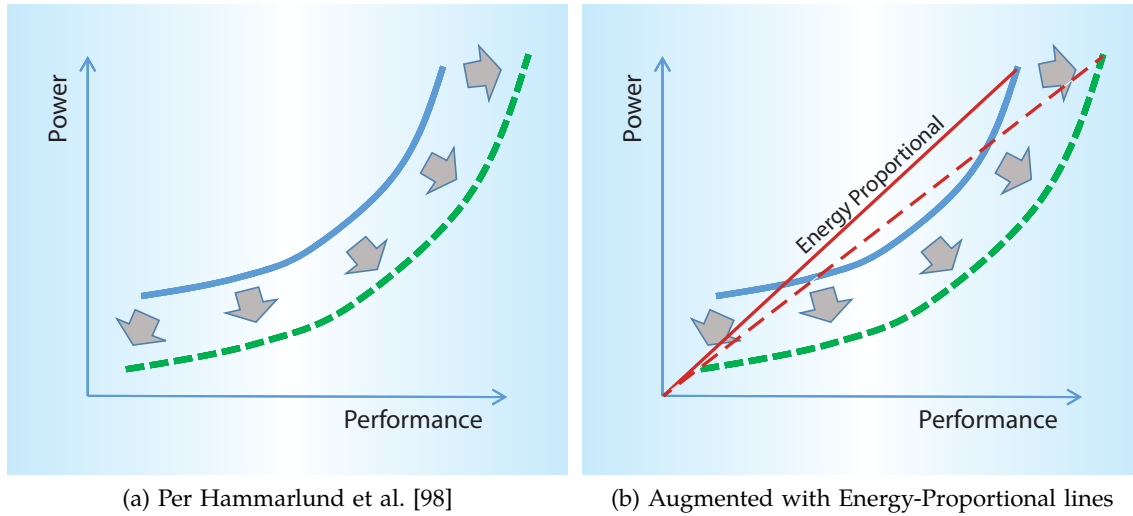 Power
Performance
(a) Per Hammarlund et al. [98]
Power
Energy Proportional
Performance
(b) Augmented with Energy-Proportional lines